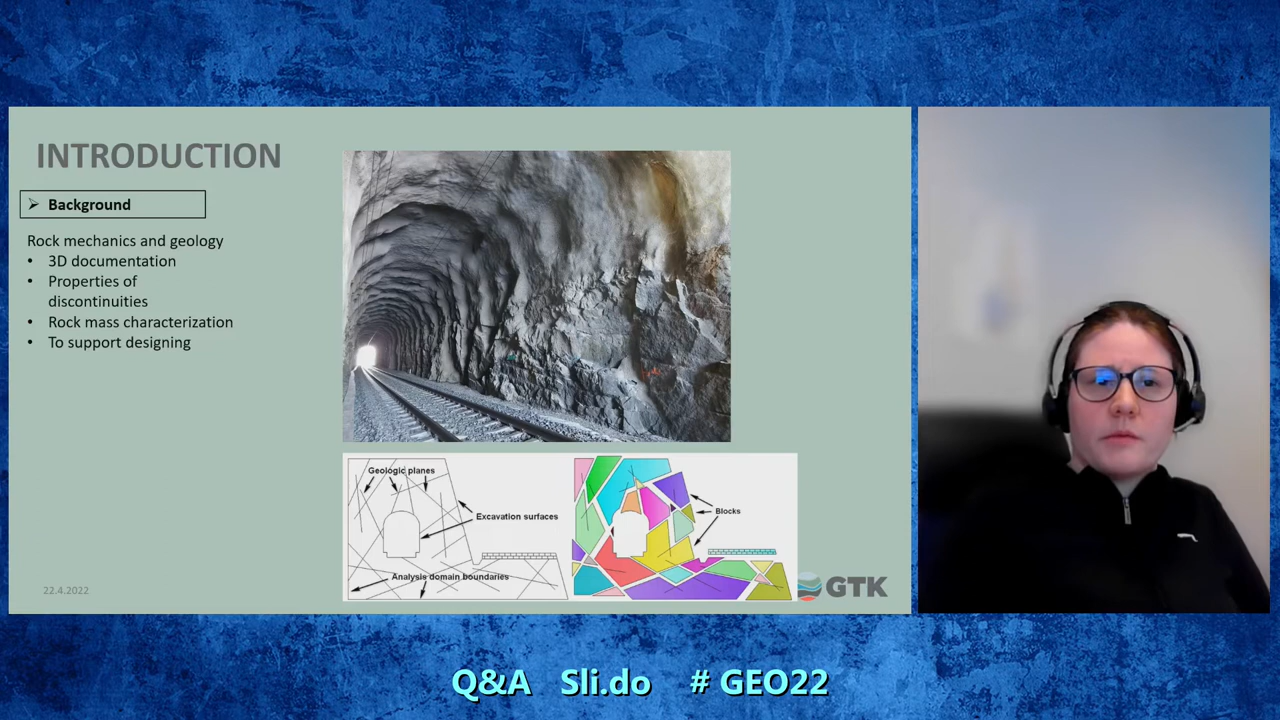 INTRODUCTION
➢ Background
Rock mechanics and geology
• 3D documentation
• Properties of
discontinuities
• Rock mass characterization
• To support designing
Geologic planes
Excavation surfaces
Analysis domain boundaries
Blocks
22.4.2022
GTK
Q&A Sli.do # GEO22